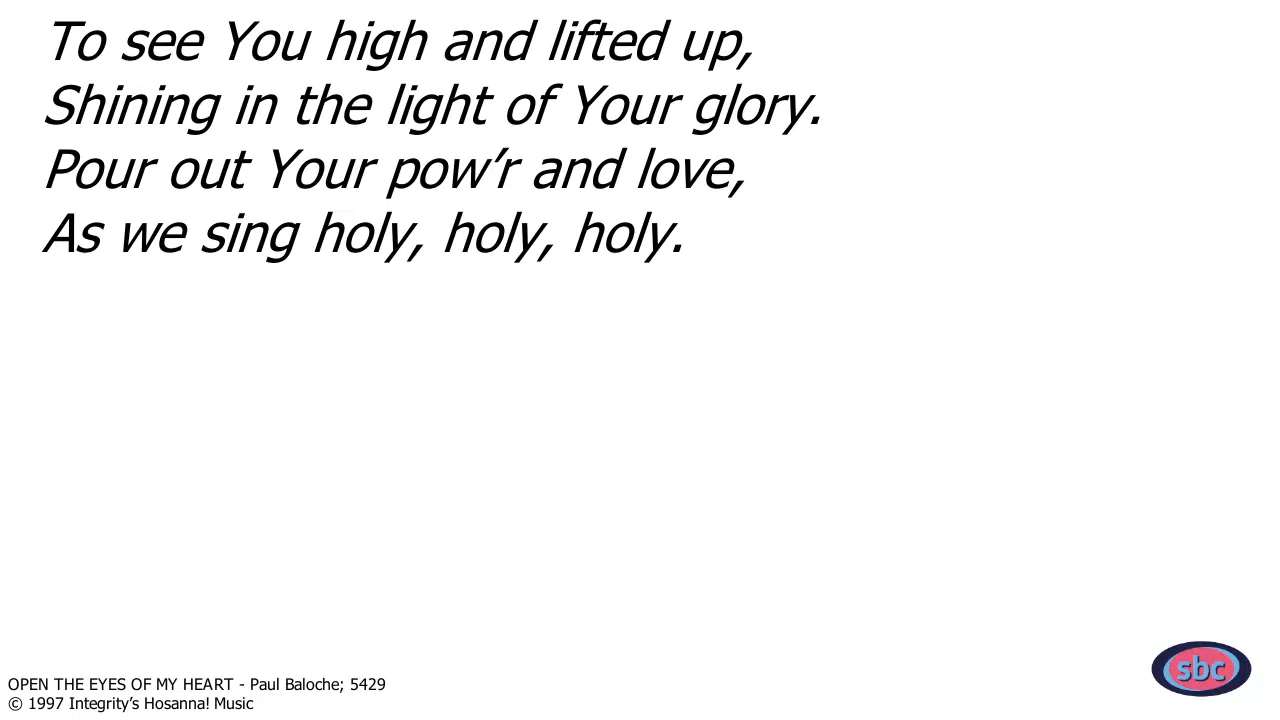 To see You high and lifted up,
Shining in the light of Your glory.
Pour out Your pow’r and love,
As we sing holy, holy, holy.
sbc
OPEN THE EYES OF MY HEART - Paul Baloche; 5429
© 1997 Integrity’s Hosanna! Music